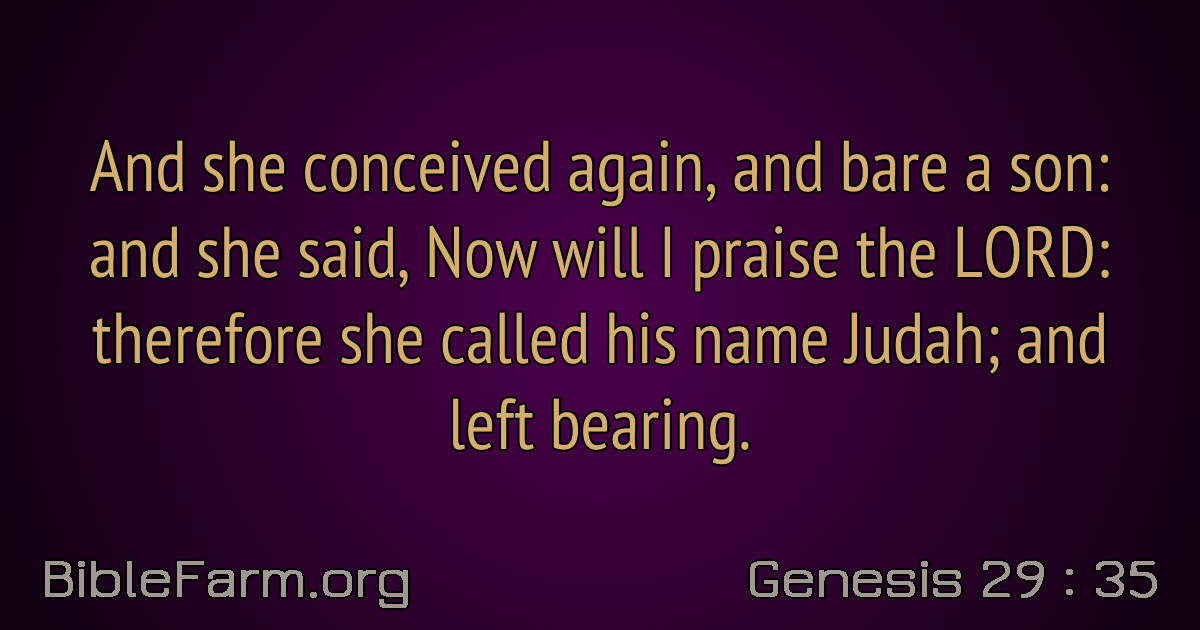 And she conceived again, and bare a son:
and she said, Now will I praise the LORD:
therefore she called his name Judah; and
left bearing.
BibleFarm.org
Genesis 29 : 35